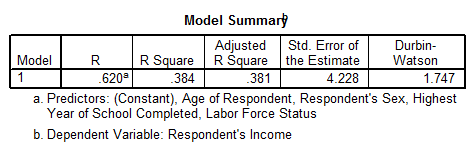 Model Summary b
Model R R Square Adjusted R Square Std. Error of the Estimate Durbin-Watson
1 .620a .384 .381 4.228 1.747
a. Predictors: (Constant), Age of Respondent, Respondent's Sex, Highest
Year of School Completed, Labor Force Status
b. Dependent Variable: Respondent's Income